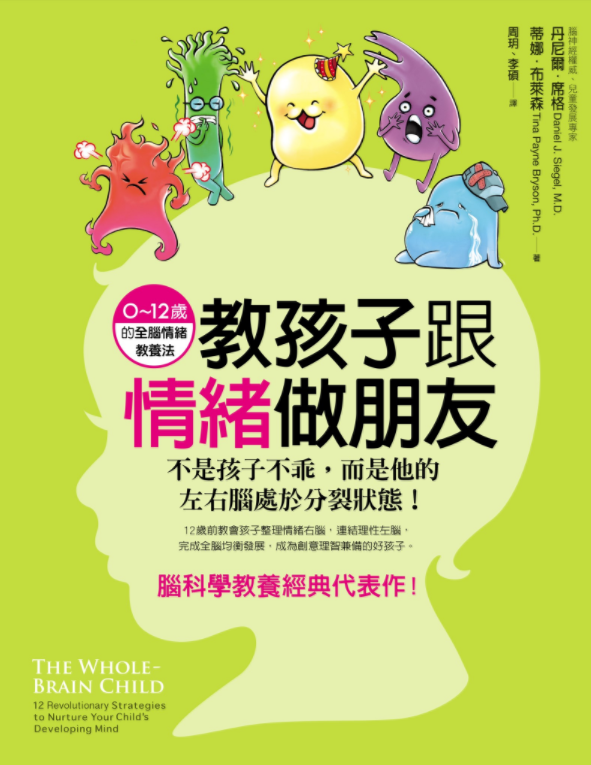 腦神經權威、兒童發展專家
丹尼爾・席格 Daniel J. Siegel, M.D.
蒂娜・布萊森 Tina Payne Bryson, Ph.D.——著
周玥、李碩——譯
0~12歲
的全腦情緒
教養法
教孩子跟
情緒做朋友
不是孩子不乖，而是他的
左右腦處於分裂狀態！
12歲前教會孩子整理情緒右腦，連結理性左腦，
完成全腦均衡發展，成為創意理智兼備的好孩子。
腦科學教養經典代表作！
THE WHOLE-
BRAIN CHILD
12 Revolutionary Strategies
to Nurture Your Child's
Developing Mind